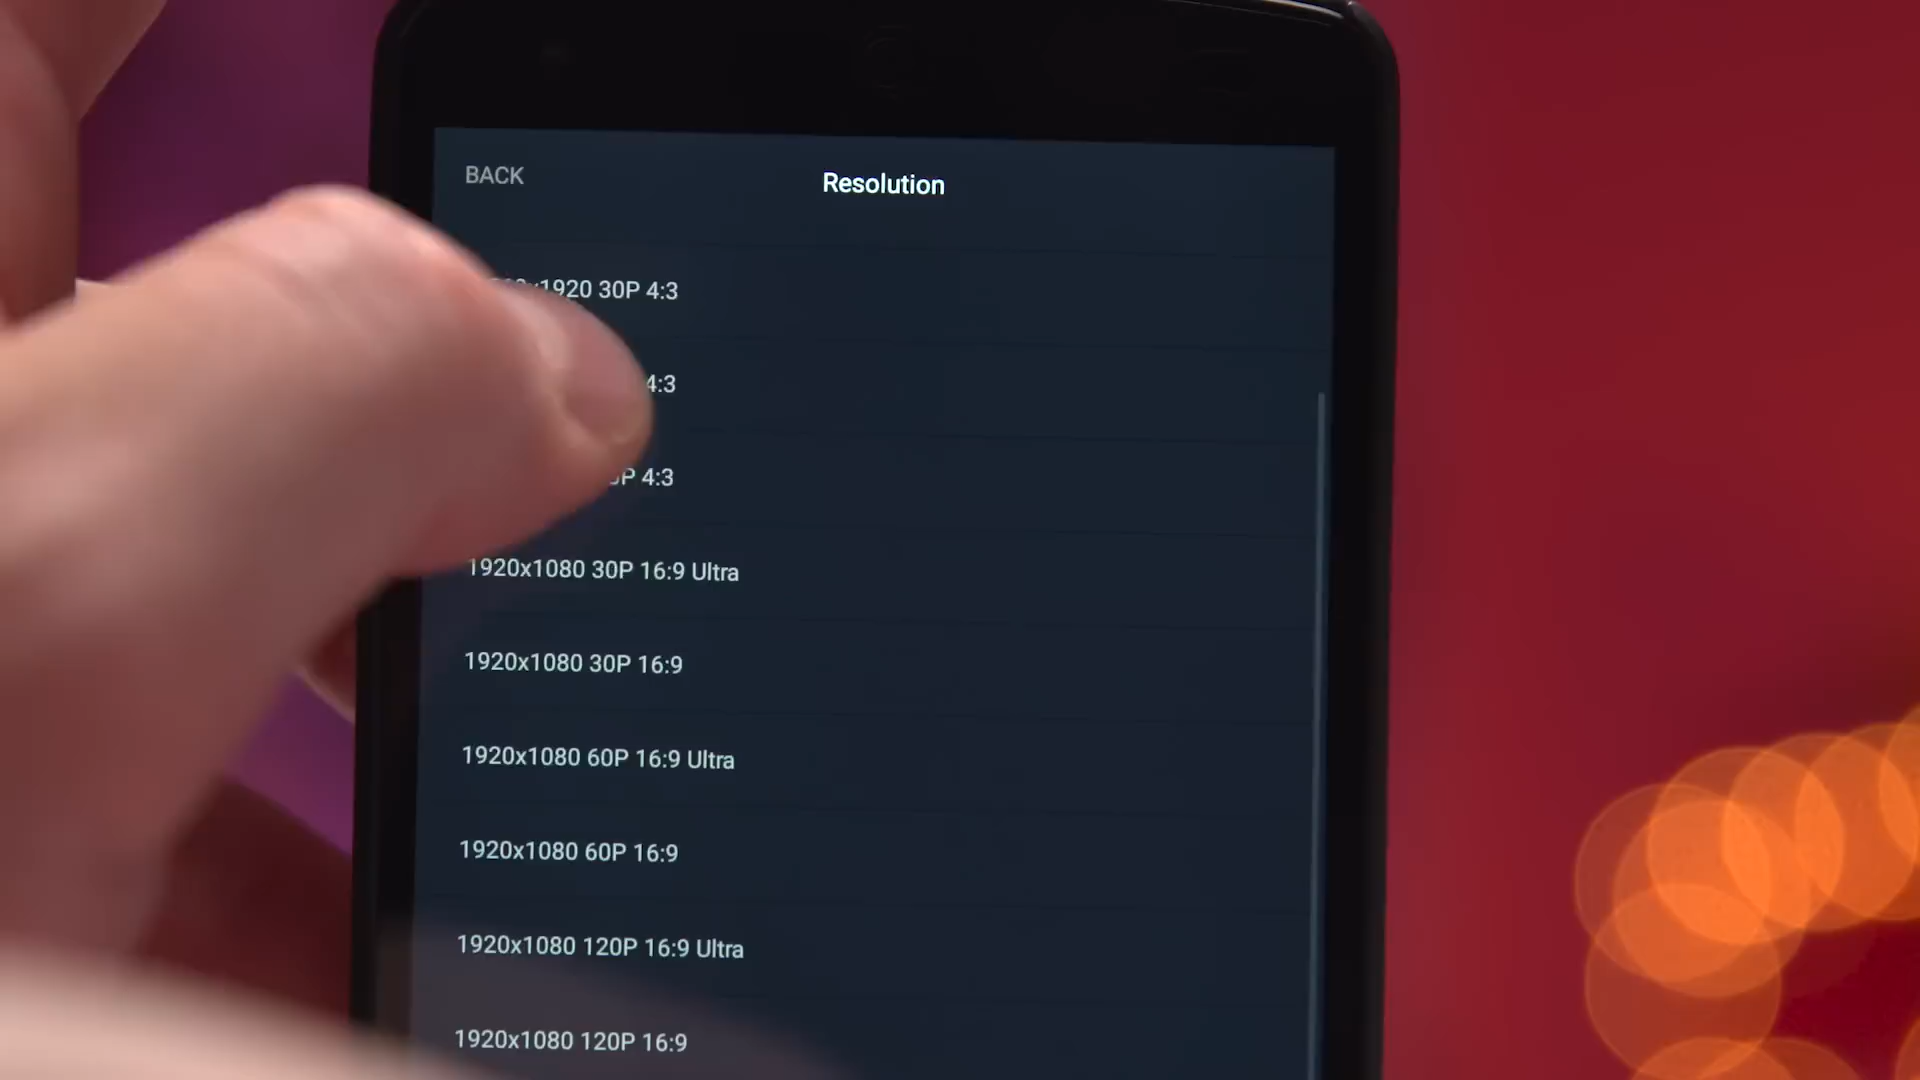 BACK
Resolution
30P 4:3
4:3
4:3
1920x1080 30P 16:9 Ultra
1920x1080 30P 16:9
1920x1080 60P 16:9 Ultra
1920x1080 60P 16:9
1920x1080 120P 16:9 Ultra
1920x1080 120P 16:9